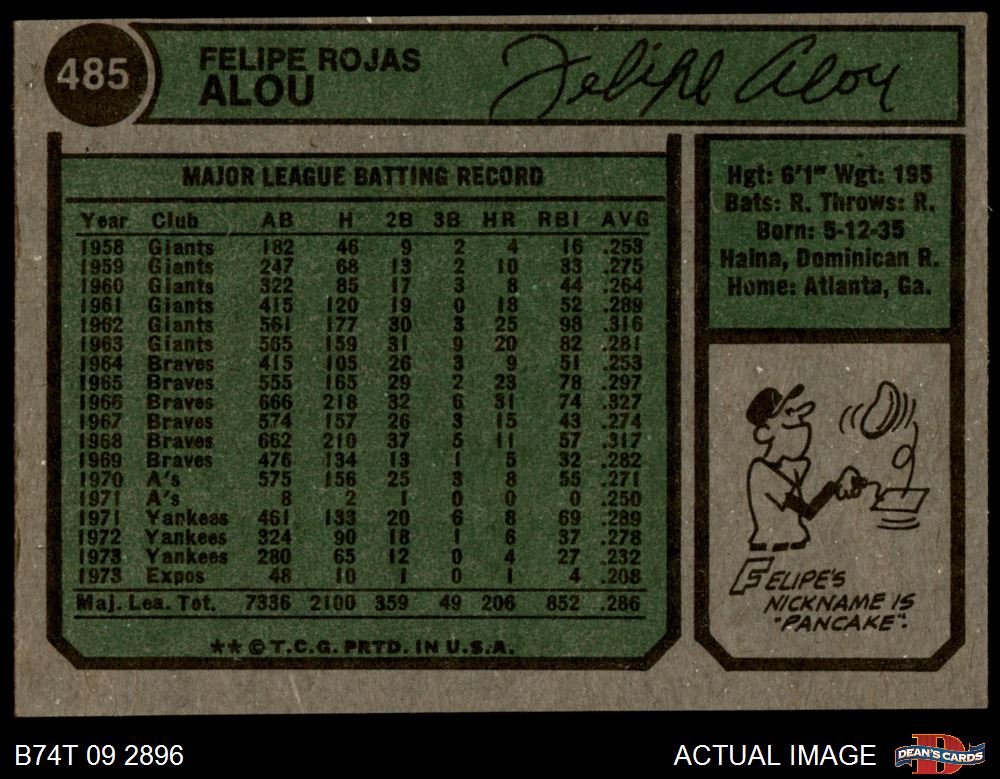 485
FELIPE ROJAS
ALOU
Felipe Alou
MAJOR LEAGUE BATTING RECORD
Year Club AB H 2B 3B HR RBI AVG
1958 Giants 182 46 9 2 4 16 .253
1959 Giants 247 68 13 2 10 33 .275
1960 Giants 322 85 17 3 8 44 .264
1961 Giants 415 120 19 0 18 52 .289
1962 Giants 561 177 30 3 25 98 .316
1963 Giants 565 159 31 9 20 82 .281
1964 Braves 415 105 26 3 9 51 .253
1965 Braves 555 165 29 2 23 78 .297
1966 Braves 666 218 32 6 31 74 .327
1967 Braves 574 157 26 3 15 43 .274
1968 Braves 662 210 37 5 11 57 .317
1969 Braves 476 134 13 1 5 32 .282
1970 A's 575 156 25 3 8 55 .271
1971 A's 8 2 1 0 0 0 .250
1971 Yankees 461 133 20 6 8 69 .289
1972 Yankees 324 90 18 1 6 37 .278
1973 Yankees 280 65 12 0 4 27 .232
1973 Expos 48 10 1 0 1 4 .208
Maj. Lea. Tot. 7336 2100 359 49 206 852 .286
** © T.C.G. PRTD. IN U.S.A.
Hgt: 6'1" Wgt: 195
Bats: R. Throws: R.
Born: 5-12-35
Haina, Dominican R.
Home: Atlanta, Ga.
FELIPE'S
NICKNAME IS
"PANCAKE".
B74T 09 2896
ACTUAL IMAGE
DEAN'S CARDS